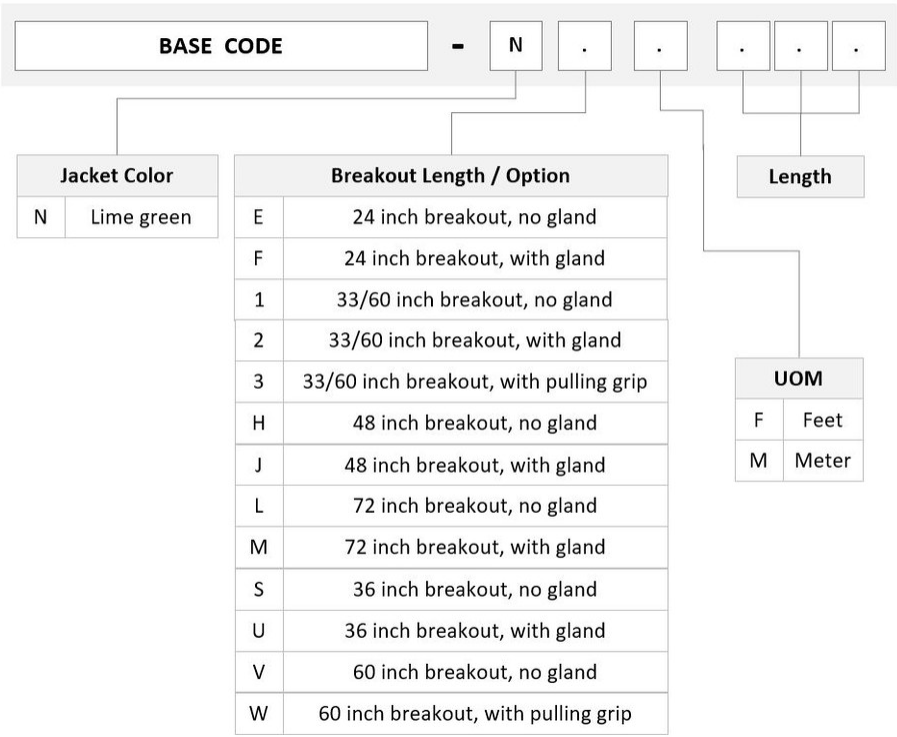 BASE CODE - N . . . . .
Jacket Color
N Lime green
Breakout Length / Option
E 24 inch breakout, no gland
F 24 inch breakout, with gland
1 33/60 inch breakout, no gland
2 33/60 inch breakout, with gland
3 33/60 inch breakout, with pulling grip
H 48 inch breakout, no gland
J 48 inch breakout, with gland
L 72 inch breakout, no gland
M 72 inch breakout, with gland
S 36 inch breakout, no gland
U 36 inch breakout, with gland
V 60 inch breakout, no gland
W 60 inch breakout, with pulling grip
Length
UOM
F Feet
M Meter